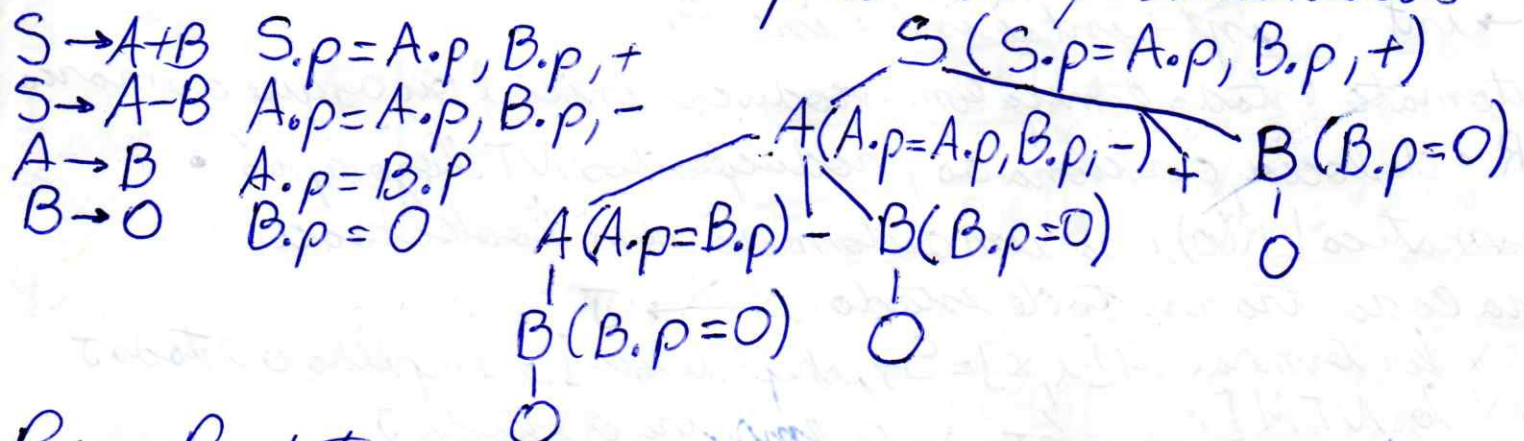 S→A+B S.p=A.p, B.p, + S (S.p=A.p, B.p, +)
S→A-B A.p=A.p, B.p, - A(A.p=A.p, B.p, -) + B (B.p=0)
A→B A.p=B.p
B→0 B.p=0 A(A.p=B.p) - B(B.p=0) 0
B(B.p=0) 0
0